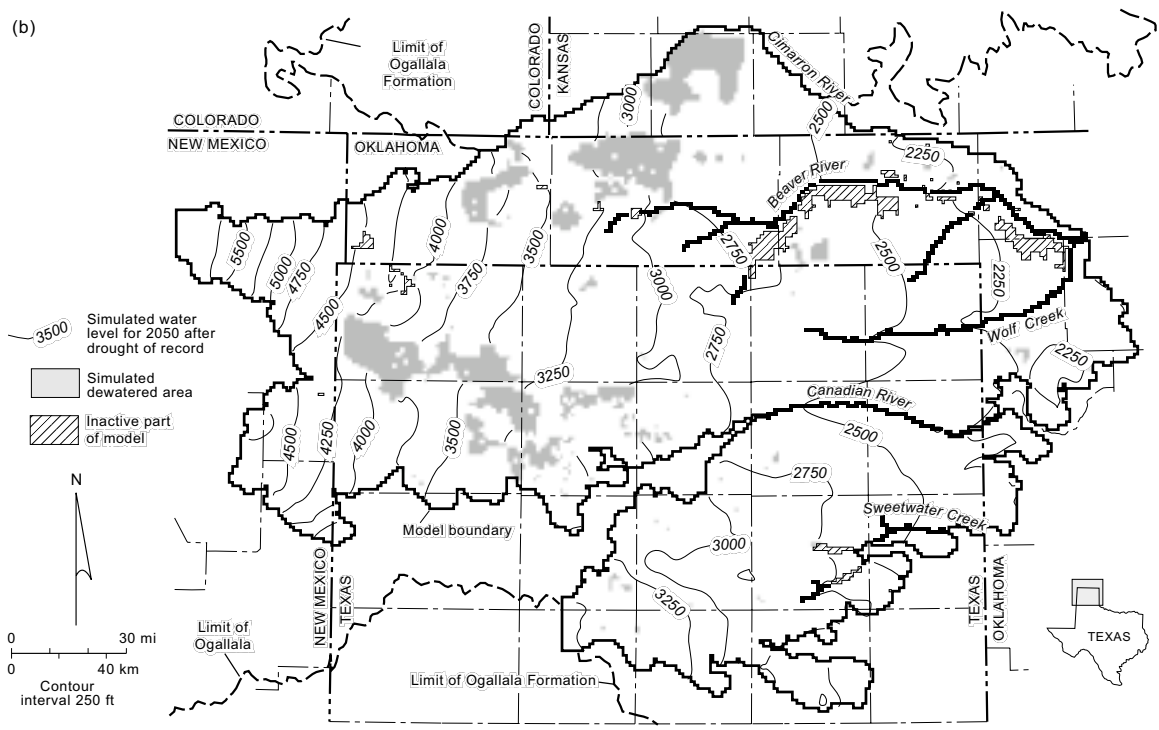 (b)
Limit of
Ogallala
Formation
COLORADO
KANSAS
Cimarron River
3000
2500
COLORADO
NEW MEXICO
OKLAHOMA
2250
Beaver River
5500
5000
4750
4000
3750
3500
2750
3000
2500
2250
4500
3500
Simulated water
level for 2050 after
drought of record
Simulated
dewatered area
Inactive part
of model
2750
Wolf Creek
2250
3250
Canadian River
4500
4250
4000
3500
2500
2750
N
Model boundary
Sweetwater Creek
3000
3250
NEW MEXICO
TEXAS
TEXAS
OKLAHOMA
Limit of
Ogallala
0 30 mi
0 40 km
Contour
interval 250 ft
Limit of Ogallala Formation
TEXAS